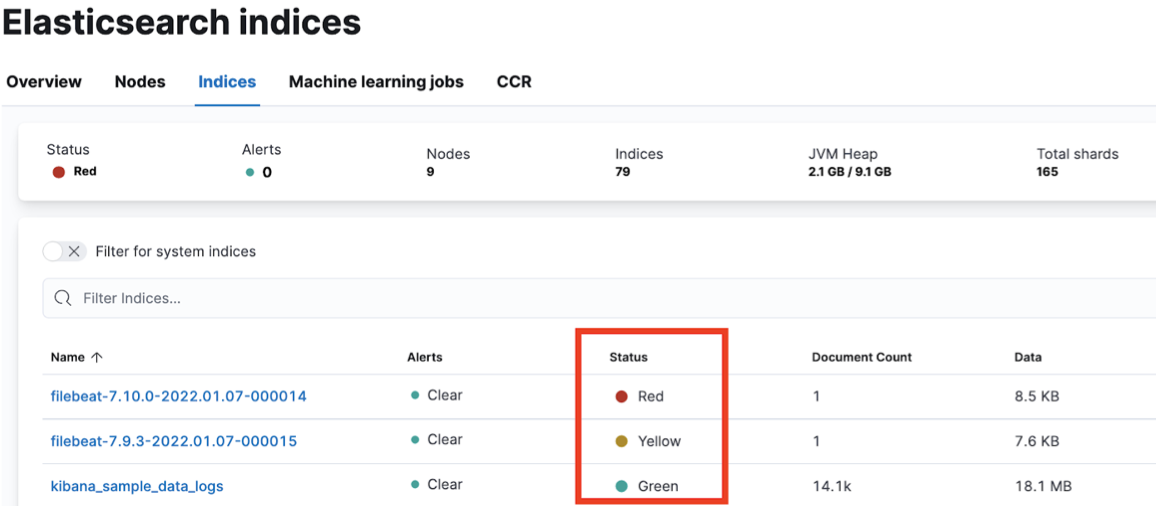 Elasticsearch indices
Overview Nodes Indices Machine learning jobs CCR
Status Alerts Nodes Indices JVM Heap Total shards
Red 0 9 79 2.1 GB / 9.1 GB 165
Filter for system indices
Filter Indices...
Name ↑ Alerts Status Document Count Data
filebeat-7.10.0-2022.01.07-000014 Clear Red 1 8.5 KB
filebeat-7.9.3-2022.01.07-000015 Clear Yellow 1 7.6 KB
kibana_sample_data_logs Clear Green 14.1k 18.1 MB